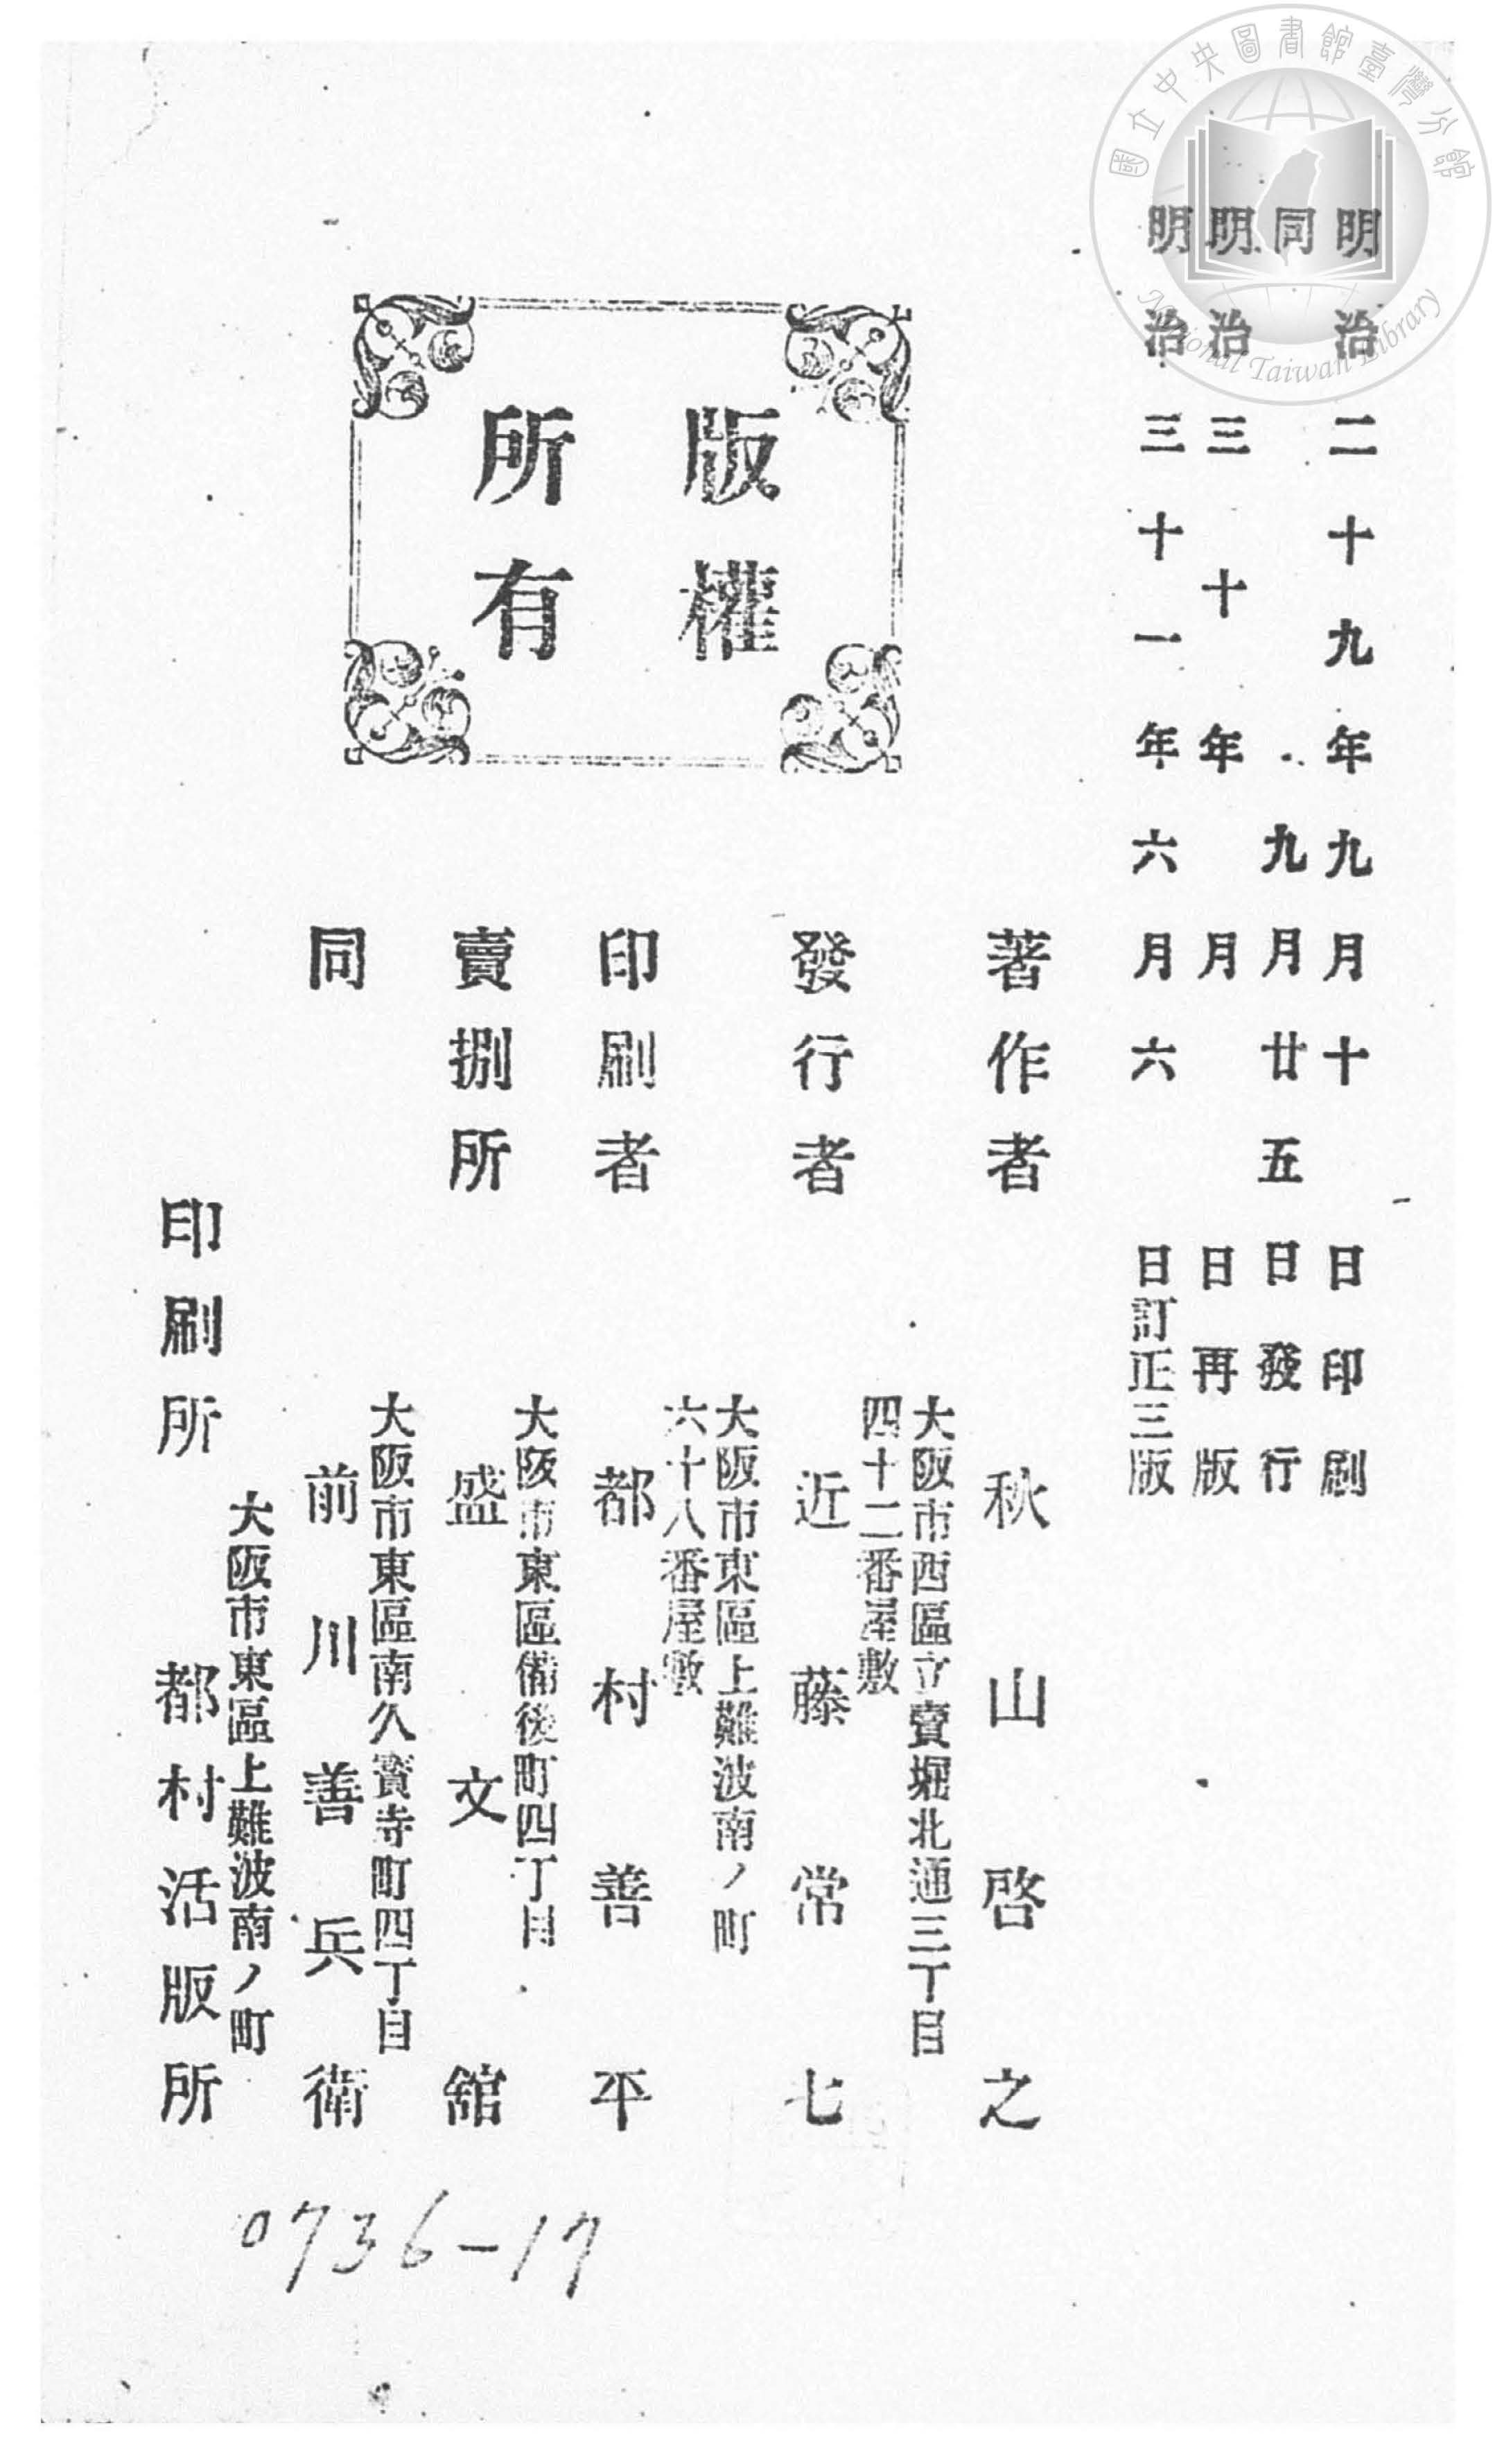 國立中央圖書館臺灣分館
National Taiwan Library
明治二十九年九月十日印刷
同九月廿五日發行
明治三十年月日再版
明治三十一年六月六日訂正三版
版權
所有
著作者 秋山啓之
大阪市西區立賣堀北通三丁目
四十二番屋敷
發行者 近藤常七
大阪市東區上難波南ノ町
六十八番屋敷
印刷者 都村善平
大阪市東區備後町四丁目
賣捌所 盛文館
大阪市東區南久寳寺町四丁目
同 前川善兵衛
大阪市東區上難波南ノ町
印刷所 都村活版所
0736-17